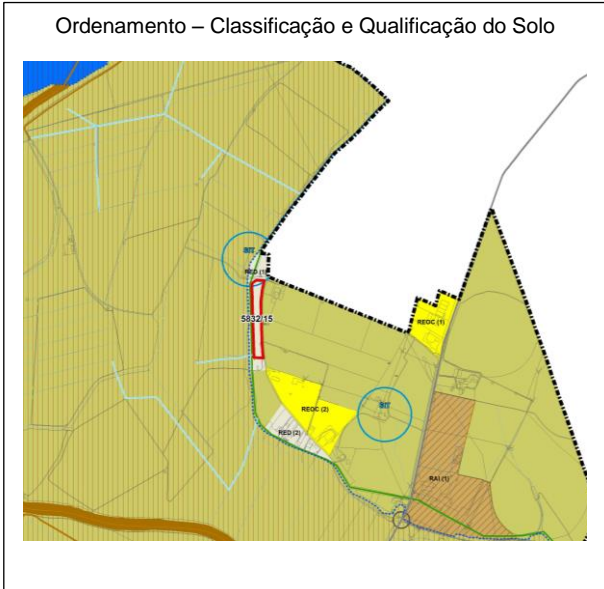 Ordenamento – Classificação e Qualificação do Solo
RED (1)
5832/15
REOC (1)
REOC (2)
RED (2)
RAI (1)